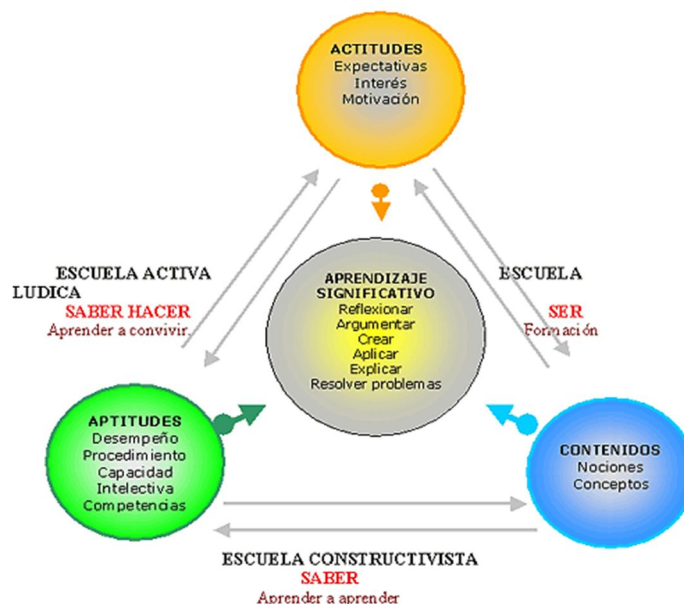 ACTITUDES
Expectativas
Interés
Motivación
ESCUELA ACTIVA
LUDICA
SABER HACER
Aprender a convivir.
APRENDIZAJE
SIGNIFICATIVO
Reflexionar
Argumentar
Crear
Aplicar
Explicar
Resolver problemas
ESCUELA
SER
Formación
APTITUDES
Desempeño
Procedimiento
Capacidad
Intelectiva
Competencias
CONTENIDOS
Nociones
Conceptos
ESCUELA CONSTRUCTIVISTA
SABER
Aprender a aprender